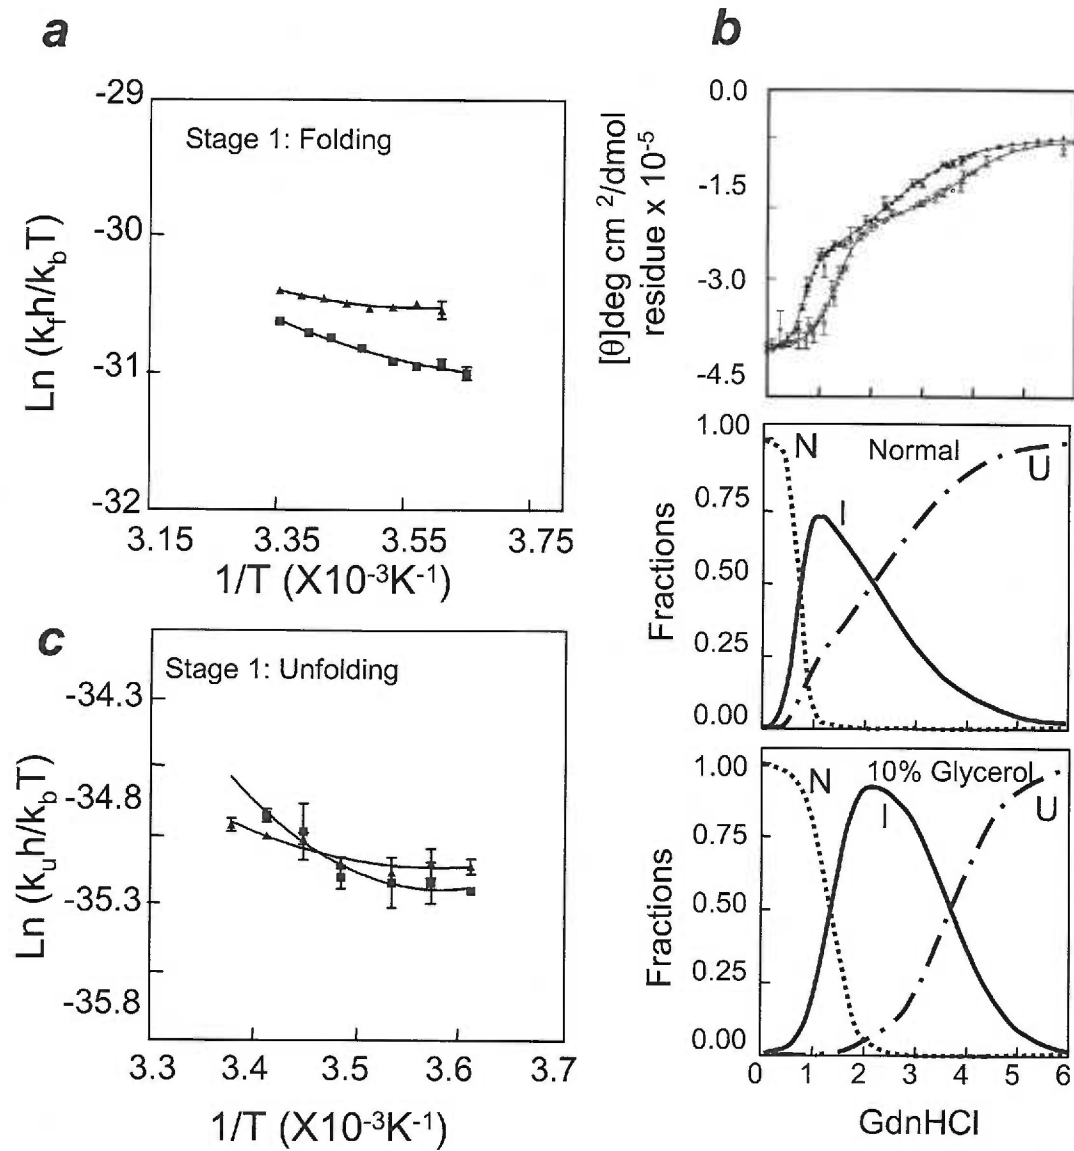 a
-29
Stage 1: Folding
-30
-31
-32
Ln (k_fh/k_bT)
3.15 3.35 3.55 3.75
1/T (X10⁻³K⁻¹)
b
0.0
-1.5
-3.0
-4.5
[θ]deg cm ²/dmol
residue x 10⁻⁵
1.00
0.75
0.50
0.25
0.00
Fractions
N
Normal
I
U
c
Stage 1: Unfolding
-34.3
-34.8
-35.3
-35.8
Ln (k_uh/k_bT)
3.3 3.4 3.5 3.6 3.7
1/T (X10⁻³K⁻¹)
1.00
0.75
0.50
0.25
0.00
Fractions
N
10% Glycerol
I
U
0 1 2 3 4 5 6
GdnHCl